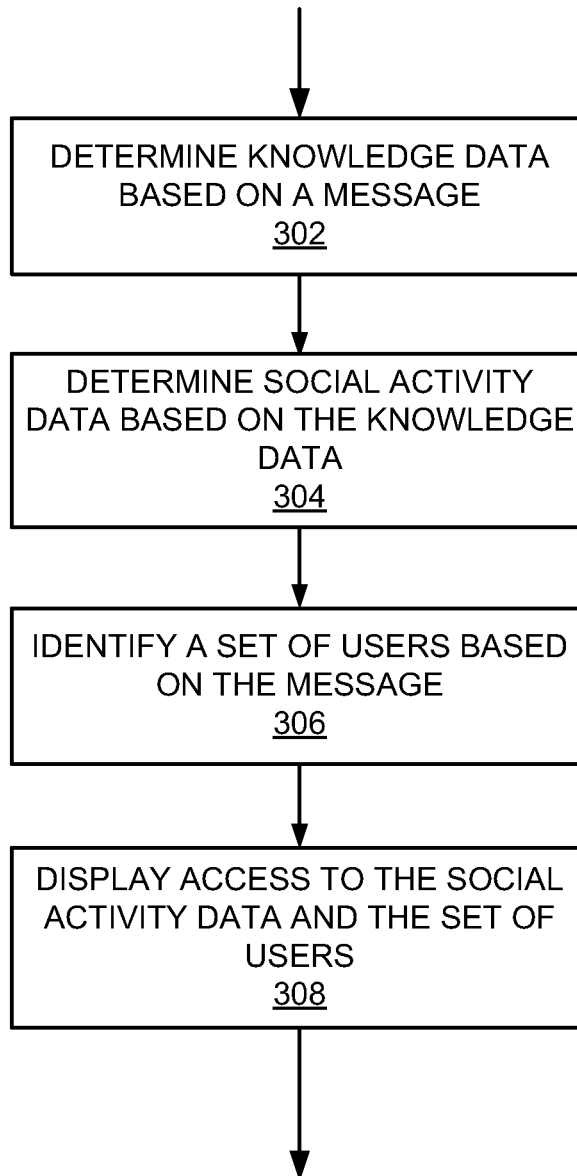 DETERMINE KNOWLEDGE DATA
BASED ON A MESSAGE
302
DETERMINE SOCIAL ACTIVITY
DATA BASED ON THE KNOWLEDGE
DATA
304
IDENTIFY A SET OF USERS BASED
ON THE MESSAGE
306
DISPLAY ACCESS TO THE SOCIAL
ACTIVITY DATA AND THE SET OF
USERS
308